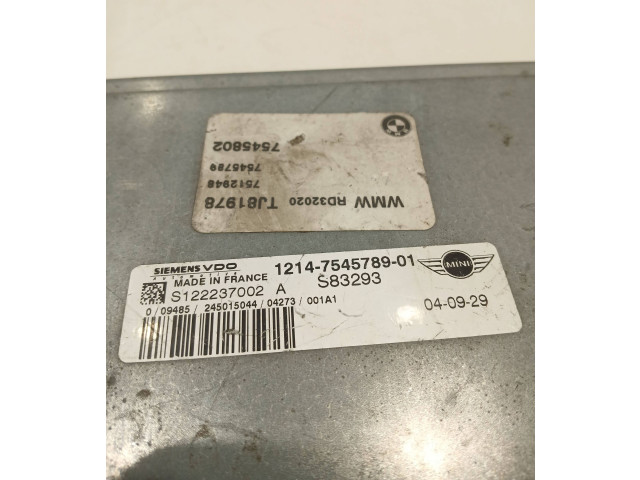 7545802
7545789
7512948
WMW RD32020 TJ81978
SIEMENS VDO
Automotive
MADE IN FRANCE
1214-7545789-01
MINI
S122237002 A
S83293
0 / 09485 / 245015044 / 04273 / 001A1
04-09-29